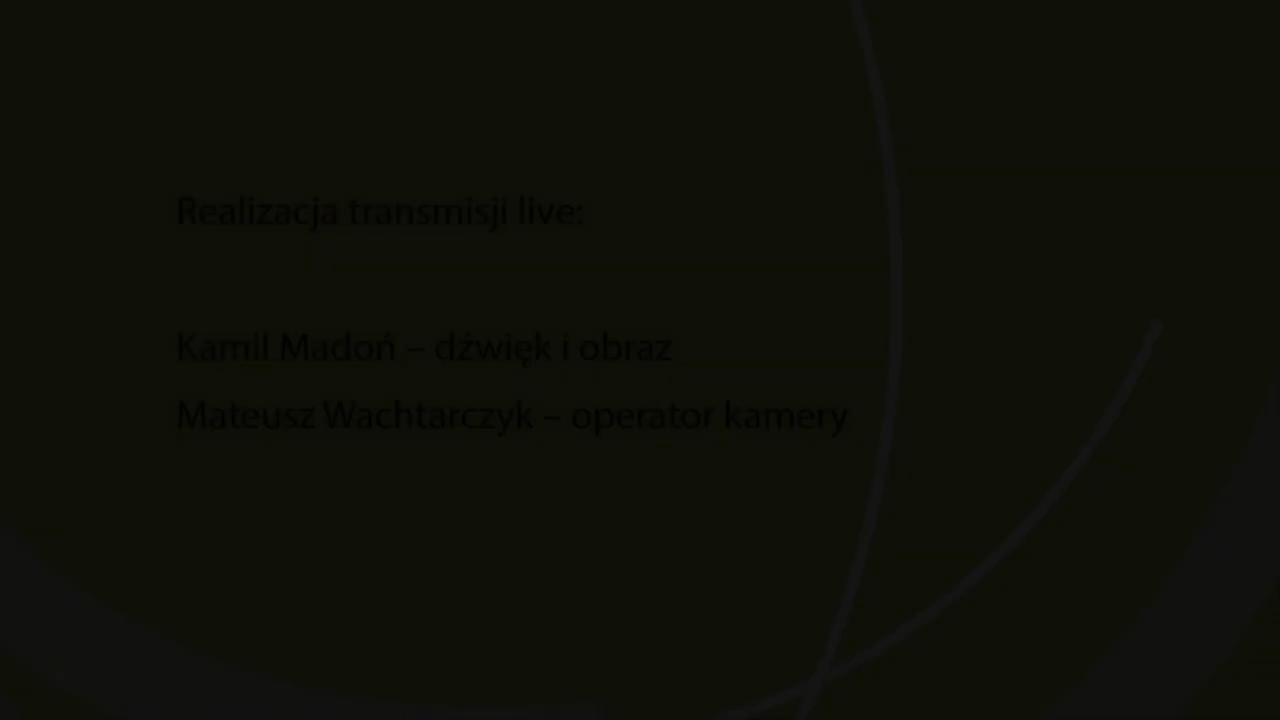 Realizacja transmisji live:
Kamil Madoń – dźwięk i obraz
Mateusz Wachtarczyk – operator kamery